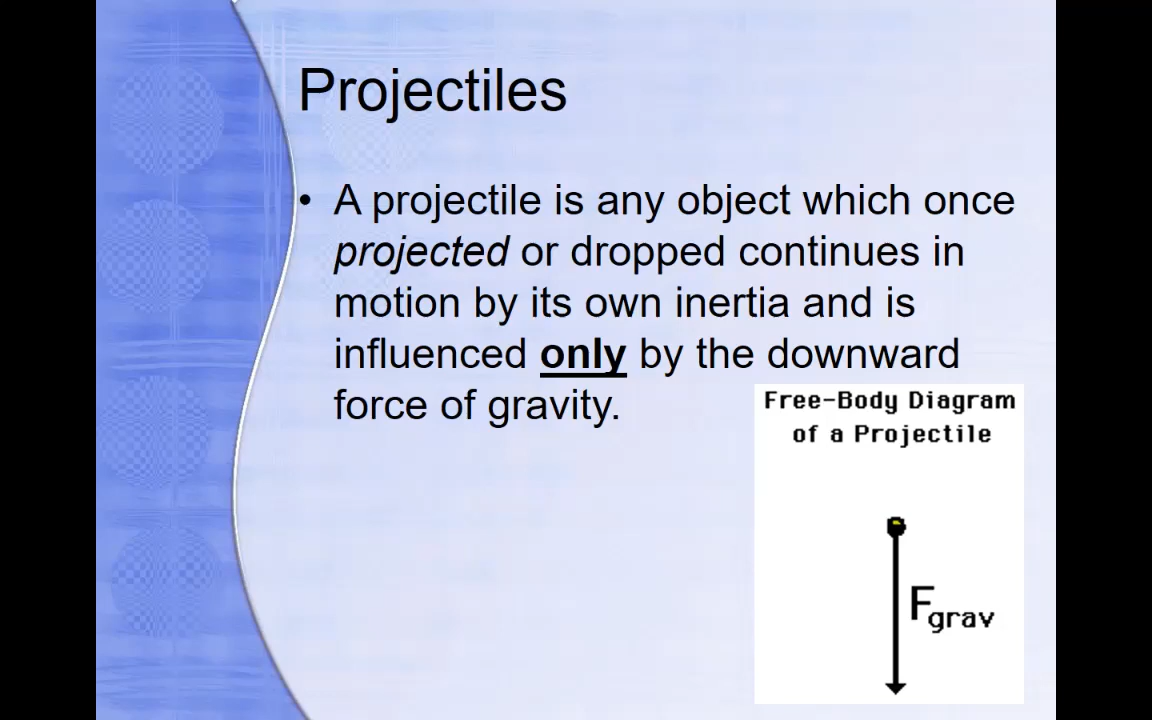 Projectiles
• A projectile is any object which once
projected or dropped continues in
motion by its own inertia and is
influenced only by the downward
force of gravity.
Free-Body Diagram
of a Projectile
Fgrav